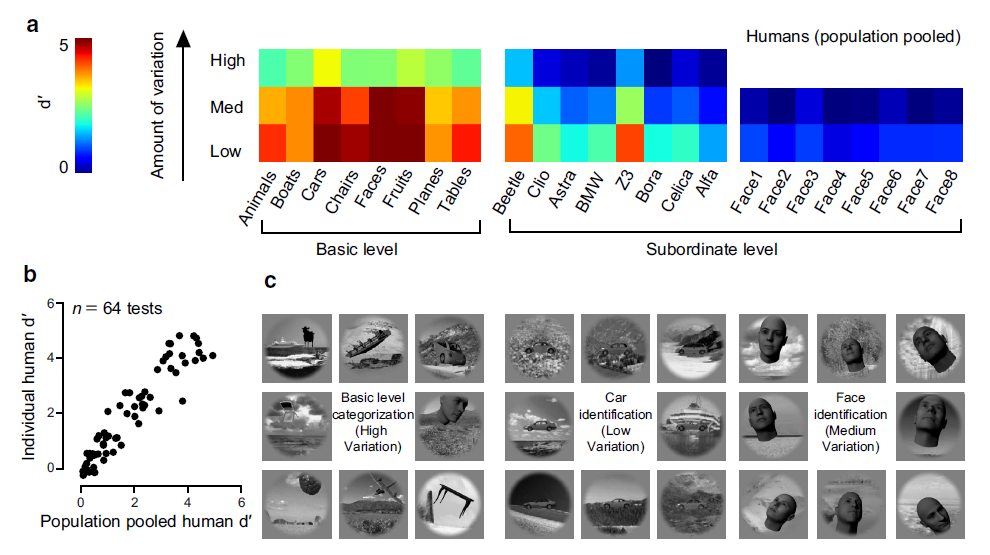 a
5
d′
0
Amount of variation
High
Med
Low
Humans (population pooled)
Animals
Boats
Cars
Chairs
Faces
Fruits
Planes
Tables
Beetle
Clio
Astra
BMW
Z3
Bora
Celica
Alfa
Face1
Face2
Face3
Face4
Face5
Face6
Face7
Face8
Basic level
Subordinate level
b
n = 64 tests
Individual human d′
6
4
2
0
0
2
4
6
Population pooled human d′
c
Basic level
categorization
(High
Variation)
Car
identification
(Low
Variation)
Face
identification
(Medium
Variation)